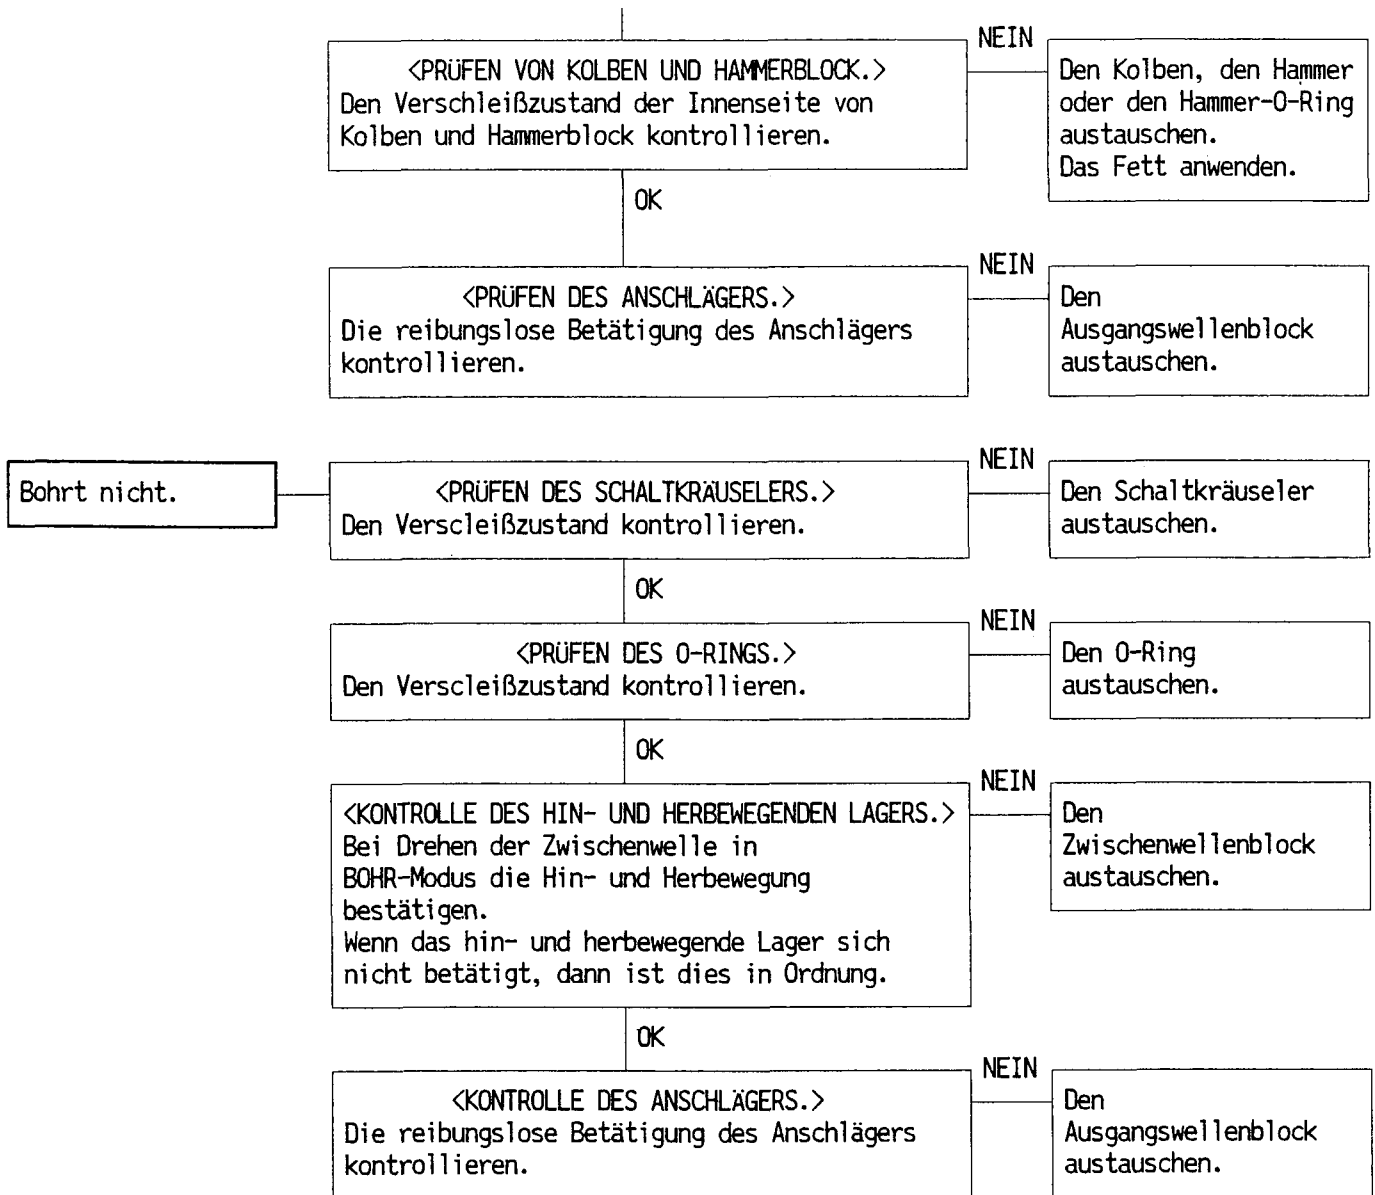 NEIN
<PRÜFEN VON KOLBEN UND HAMMERBLOCK.>
Den Verschleißzustand der Innenseite von
Kolben und Hammerblock kontrollieren.
Den Kolben, den Hammer
oder den Hammer-O-Ring
austauschen.
Das Fett anwenden.
OK
NEIN
<PRÜFEN DES ANSCHLÄGERS.>
Die reibungslose Betätigung des Anschlägers
kontrollieren.
Den
Ausgangswellenblock
austauschen.
Bohrt nicht.
NEIN
<PRÜFEN DES SCHALTKRÄUSELERS.>
Den Verscleißzustand kontrollieren.
Den Schaltkräuseler
austauschen.
OK
NEIN
<PRÜFEN DES O-RINGS.>
Den Verscleißzustand kontrollieren.
Den O-Ring
austauschen.
OK
NEIN
<KONTROLLE DES HIN- UND HERBEWEGENDEN LAGERS.>
Bei Drehen der Zwischenwelle in
BOHR-Modus die Hin- und Herbewegung
bestätigen.
Wenn das hin- und herbewegende Lager sich
nicht betätigt, dann ist dies in Ordnung.
Den
Zwischenwellenblock
austauschen.
OK
NEIN
<KONTROLLE DES ANSCHLÄGERS.>
Die reibungslose Betätigung des Anschlägers
kontrollieren.
Den
Ausgangswellenblock
austauschen.